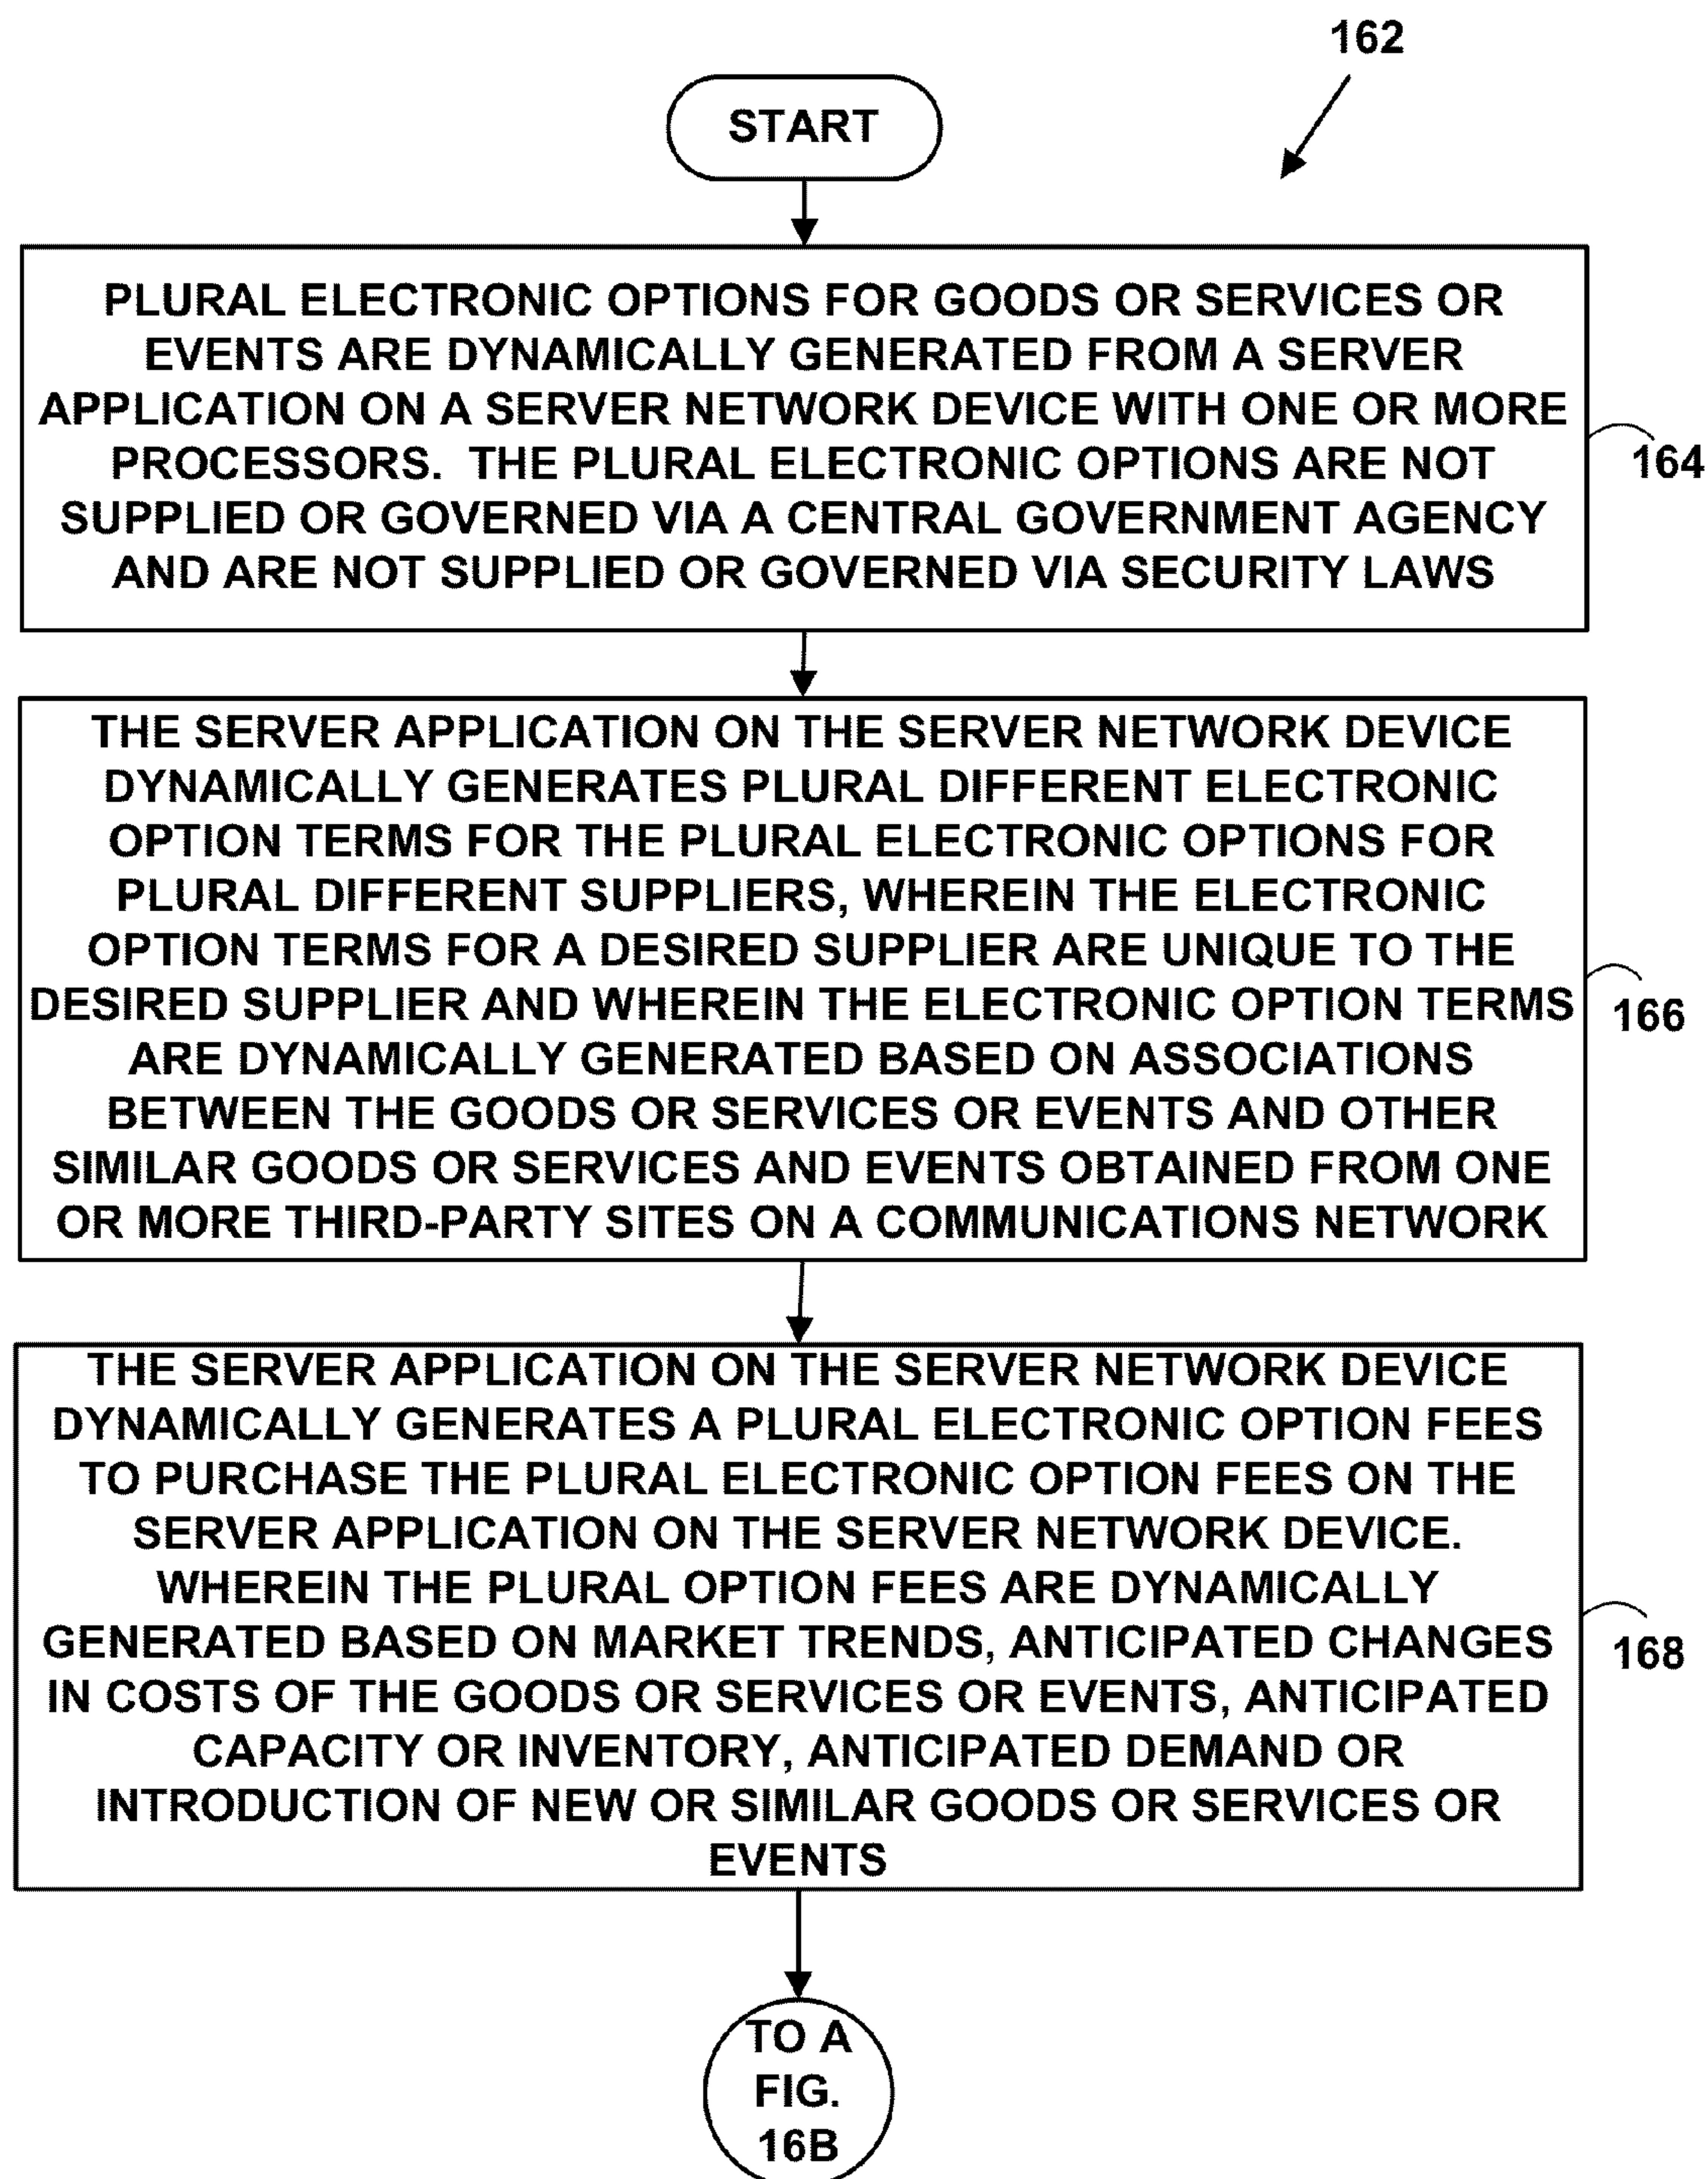 162
START
PLURAL ELECTRONIC OPTIONS FOR GOODS OR SERVICES OR
EVENTS ARE DYNAMICALLY GENERATED FROM A SERVER
APPLICATION ON A SERVER NETWORK DEVICE WITH ONE OR MORE
PROCESSORS. THE PLURAL ELECTRONIC OPTIONS ARE NOT
SUPPLIED OR GOVERNED VIA A CENTRAL GOVERNMENT AGENCY
AND ARE NOT SUPPLIED OR GOVERNED VIA SECURITY LAWS
164
THE SERVER APPLICATION ON THE SERVER NETWORK DEVICE
DYNAMICALLY GENERATES PLURAL DIFFERENT ELECTRONIC
OPTION TERMS FOR THE PLURAL ELECTRONIC OPTIONS FOR
PLURAL DIFFERENT SUPPLIERS, WHEREIN THE ELECTRONIC
OPTION TERMS FOR A DESIRED SUPPLIER ARE UNIQUE TO THE
DESIRED SUPPLIER AND WHEREIN THE ELECTRONIC OPTION TERMS
ARE DYNAMICALLY GENERATED BASED ON ASSOCIATIONS
BETWEEN THE GOODS OR SERVICES OR EVENTS AND OTHER
SIMILAR GOODS OR SERVICES AND EVENTS OBTAINED FROM ONE
OR MORE THIRD-PARTY SITES ON A COMMUNICATIONS NETWORK
166
THE SERVER APPLICATION ON THE SERVER NETWORK DEVICE
DYNAMICALLY GENERATES A PLURAL ELECTRONIC OPTION FEES
TO PURCHASE THE PLURAL ELECTRONIC OPTION FEES ON THE
SERVER APPLICATION ON THE SERVER NETWORK DEVICE.
WHEREIN THE PLURAL OPTION FEES ARE DYNAMICALLY
GENERATED BASED ON MARKET TRENDS, ANTICIPATED CHANGES
IN COSTS OF THE GOODS OR SERVICES OR EVENTS, ANTICIPATED
CAPACITY OR INVENTORY, ANTICIPATED DEMAND OR
INTRODUCTION OF NEW OR SIMILAR GOODS OR SERVICES OR
EVENTS
168
TO A
FIG.
16B